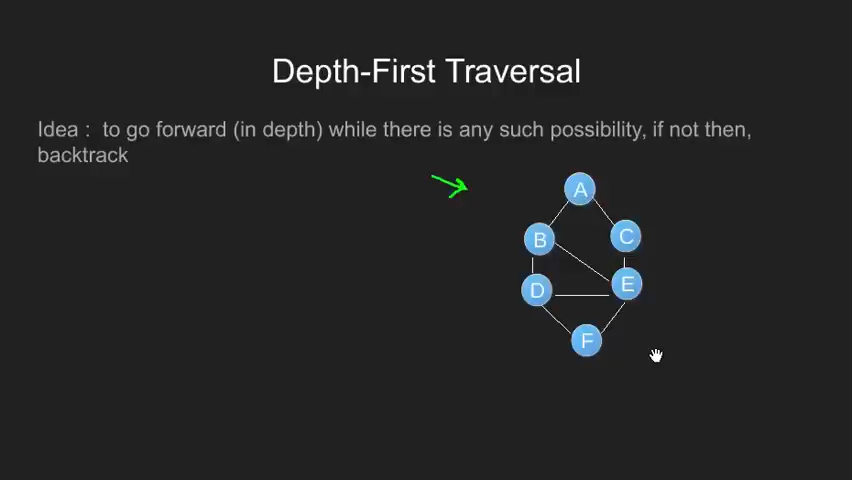 Depth-First Traversal
Idea :  to go forward (in depth) while there is any such possibility, if not then,
backtrack
A
B
C
D
E
F